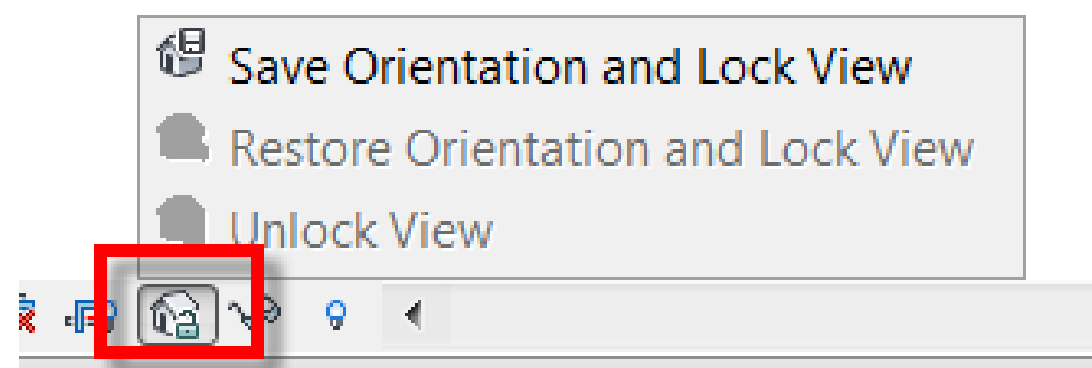 Save Orientation and Lock View
Restore Orientation and Lock View
Unlock View